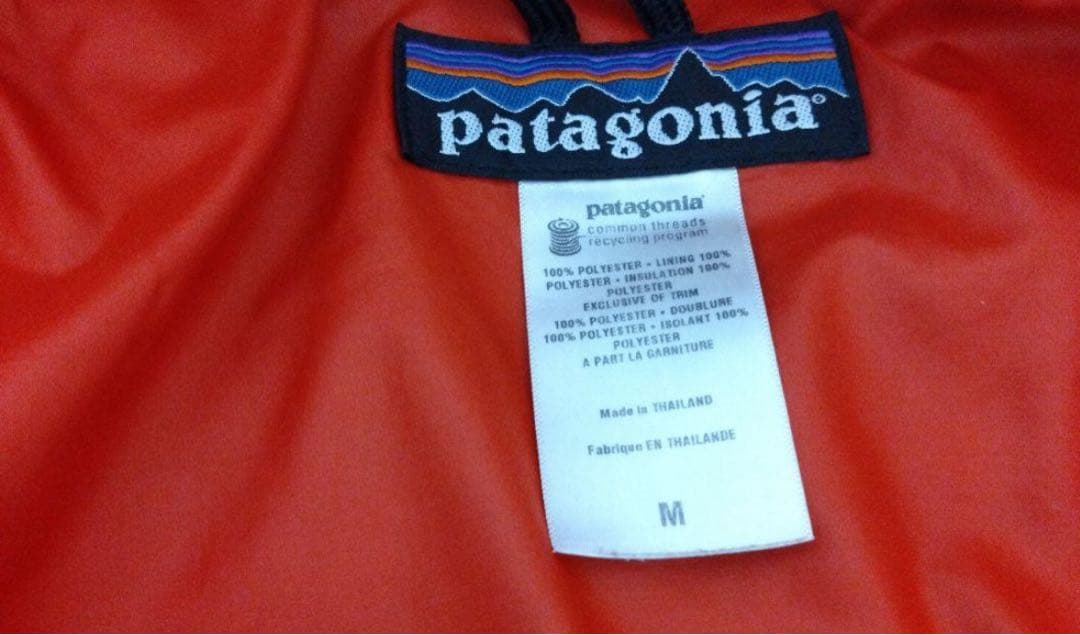 patagonia®
patagonia®
common threads
recycling program
100% POLYESTER • LINING 100%
POLYESTER • INSULATION 100%
POLYESTER
EXCLUSIVE OF TRIM
100% POLYESTER • DOUBLURE
100% POLYESTER • ISOLANT 100%
POLYESTER
A PART LA GARNITURE
Made in THAILAND
Fabrique EN THAILANDE
M